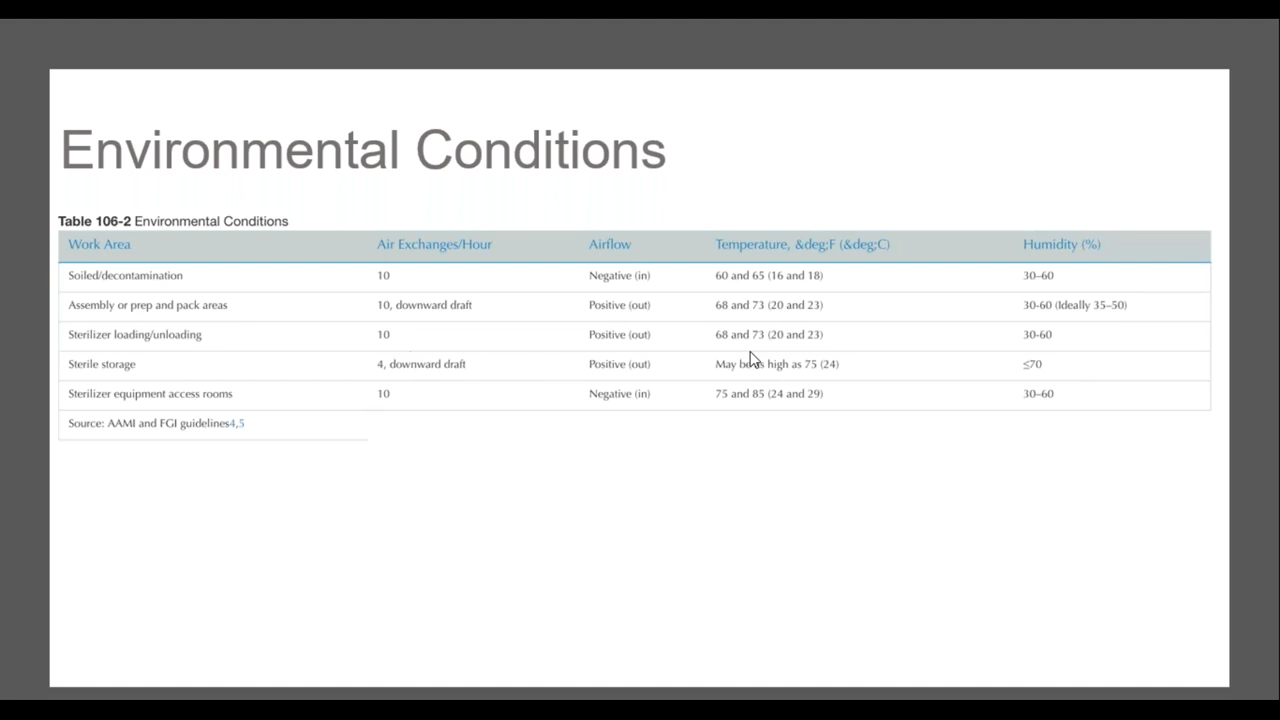 Environmental Conditions
Table 106-2 Environmental Conditions
Work Area Air Exchanges/Hour Airflow Temperature, &deg;F (&deg;C) Humidity (%)
Soiled/decontamination 10 Negative (in) 60 and 65 (16 and 18) 30–60
Assembly or prep and pack areas 10, downward draft Positive (out) 68 and 73 (20 and 23) 30-60 (Ideally 35–50)
Sterilizer loading/unloading 10 Positive (out) 68 and 73 (20 and 23) 30-60
Sterile storage 4, downward draft Positive (out) May be as high as 75 (24) ≤70
Sterilizer equipment access rooms 10 Negative (in) 75 and 85 (24 and 29) 30–60
Source: AAMI and FGI guidelines4,5